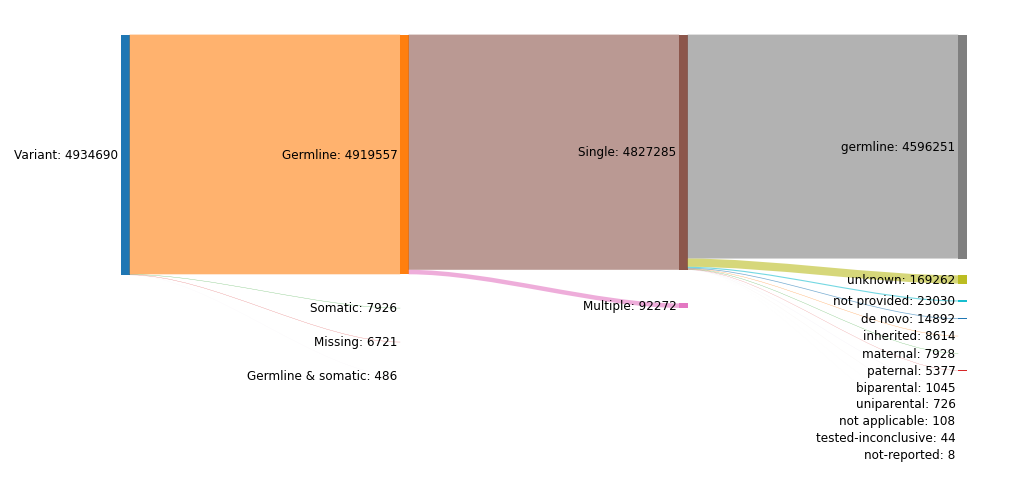 Variant: 4934690
Germline: 4919557
Somatic: 7926
Missing: 6721
Germline & somatic: 486
Single: 4827285
Multiple: 92272
germline: 4596251
unknown: 169262
not provided: 23030
de novo: 14892
inherited: 8614
maternal: 7928
paternal: 5377
biparental: 1045
uniparental: 726
not applicable: 108
tested-inconclusive: 44
not-reported: 8